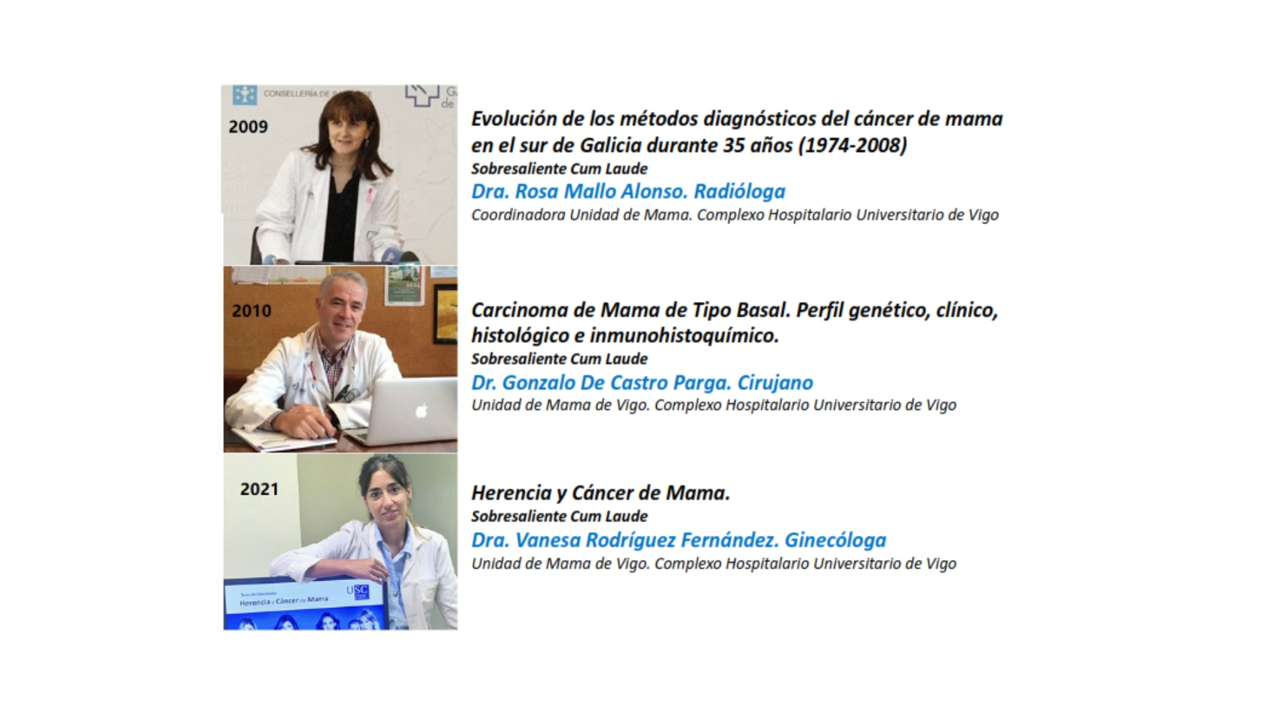 CONSELLERÍA DE
2009
Evolución de los métodos diagnósticos del cáncer de mama
en el sur de Galicia durante 35 años (1974-2008)
Sobresaliente Cum Laude
Dra. Rosa Mallo Alonso. Radióloga
Coordinadora Unidad de Mama. Complexo Hospitalario Universitario de Vigo
2010
Carcinoma de Mama de Tipo Basal. Perfil genético, clínico,
histológico e inmunohistoquímico.
Sobresaliente Cum Laude
Dr. Gonzalo De Castro Parga. Cirujano
Unidad de Mama de Vigo. Complexo Hospitalario Universitario de Vigo
2021
Herencia y Cáncer de Mama.
Sobresaliente Cum Laude
Dra. Vanesa Rodríguez Fernández. Ginecóloga
Unidad de Mama de Vigo. Complexo Hospitalario Universitario de Vigo
Herencia y Cáncer de Mama
USC